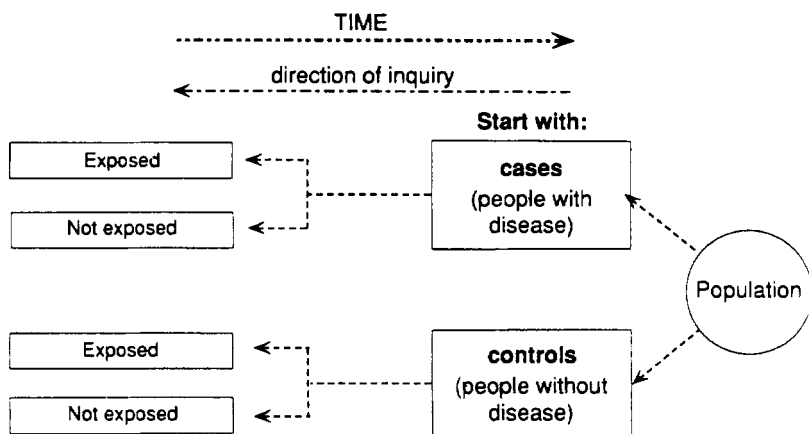 TIME
direction of inquiry
Start with:
Exposed
Not exposed
cases
(people with
disease)
Population
Exposed
Not exposed
controls
(people without
disease)